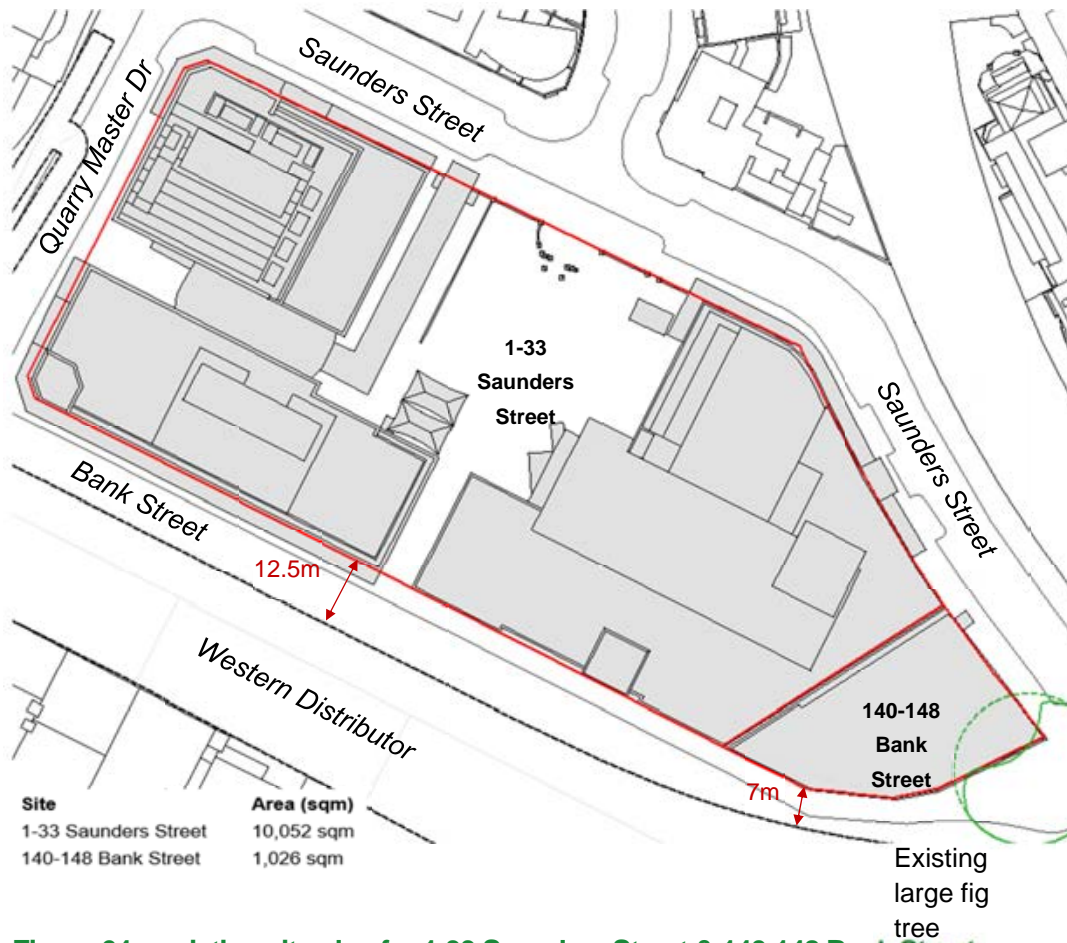 Saunders Street
Quarry Master Dr
1-33
Saunders
Street
Saunders Street
Bank Street
12.5m
Western Distributor
140-148
Bank
Street
7m
Site Area (sqm)
1-33 Saunders Street 10,052 sqm
140-148 Bank Street 1,026 sqm
Existing
large fig
tree